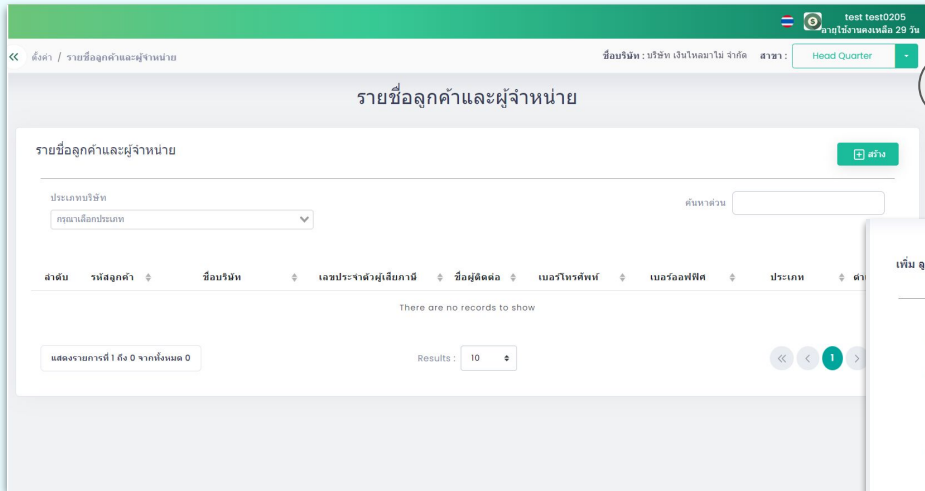 test test0205
อายุใช้งานคงเหลือ 29 วัน
ตั้งค่า / รายชื่อลูกค้าและผู้จำหน่าย
ชื่อบริษัท : บริษัท เงินไหลมาไม่ จำกัด สาขา : Head Quarter
รายชื่อลูกค้าและผู้จำหน่าย
รายชื่อลูกค้าและผู้จำหน่าย
สร้าง
ประเภทบริษัท
กรุณาเลือกประเภท
ค้นหาด่วน
เพิ่ม
ลำดับ รหัสลูกค้า ชื่อบริษัท เลขประจำตัวผู้เสียภาษี ชื่อผู้ติดต่อ เบอร์โทรศัพท์ เบอร์ออฟฟิศ ประเภท
There are no records to show
แสดงรายการที่ 1 ถึง 0 จากทั้งหมด 0
Results : 10
1